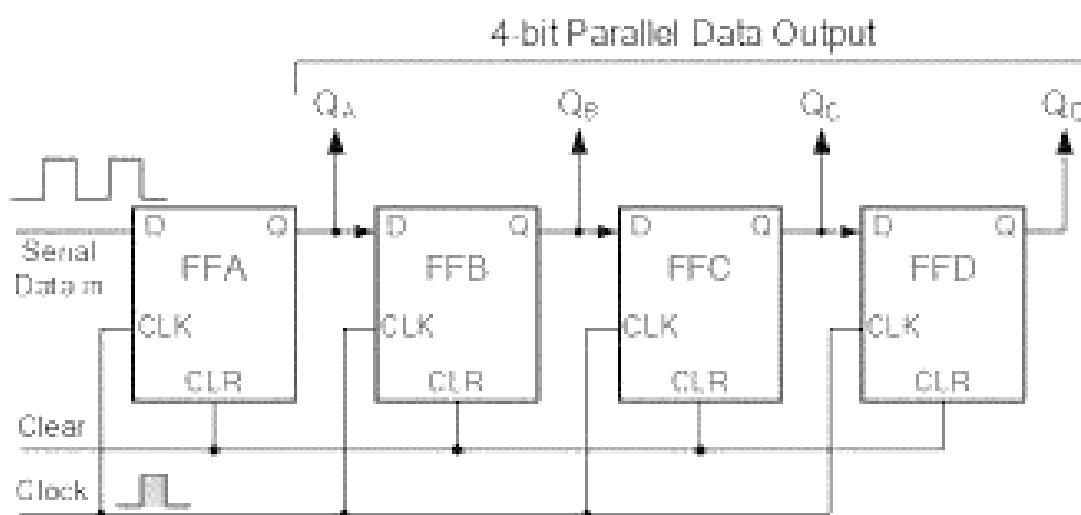 4-bit Parallel Data Output
QA QB QC QD
D Q D Q D Q D Q
Serial
Data in
FFA FFB FFC FFD
CLK CLK CLK CLK
CLR CLR CLR CLR
Clear
Clock